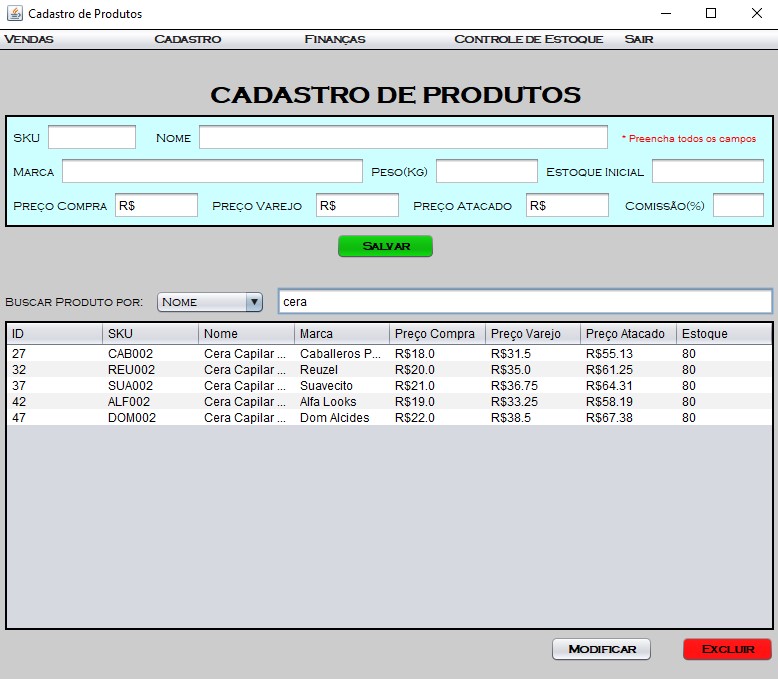 Cadastro de Produtos
Vendas Cadastro Finanças Controle de Estoque Sair
CADASTRO DE PRODUTOS
SKU Nome * Preencha todos os campos
Marca Peso(Kg) Estoque Inicial
Preço Compra R$ Preço Varejo R$ Preço Atacado R$ Comissão(%)
Salvar
Buscar Produto por: Nome cera
ID SKU Nome Marca Preço Compra Preço Varejo Preço Atacado Estoque
27 CAB002 Cera Capilar ... Caballeros P... R$18.0 R$31.5 R$55.13 80
32 REU002 Cera Capilar ... Reuzel R$20.0 R$35.0 R$61.25 80
37 SUA002 Cera Capilar ... Suavecito R$21.0 R$36.75 R$64.31 80
42 ALF002 Cera Capilar ... Alfa Looks R$19.0 R$33.25 R$58.19 80
47 DOM002 Cera Capilar ... Dom Alcides R$22.0 R$38.5 R$67.38 80
Modificar Excluir